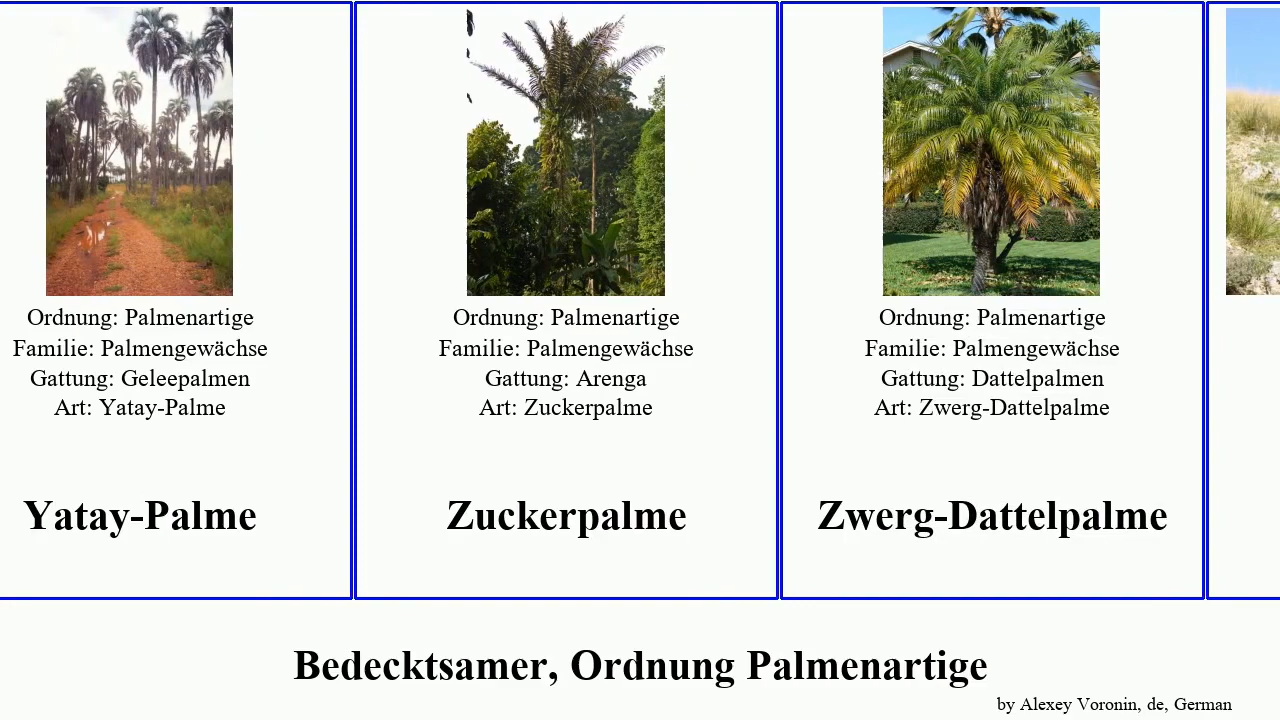 Ordnung: Palmenartige
Familie: Palmengewächse
Gattung: Geleepalmen
Art: Yatay-Palme
Yatay-Palme
Ordnung: Palmenartige
Familie: Palmengewächse
Gattung: Arenga
Art: Zuckerpalme
Zuckerpalme
Ordnung: Palmenartige
Familie: Palmengewächse
Gattung: Dattelpalmen
Art: Zwerg-Dattelpalme
Zwerg-Dattelpalme
Bedecktsamer, Ordnung Palmenartige
by Alexey Voronin, de, German